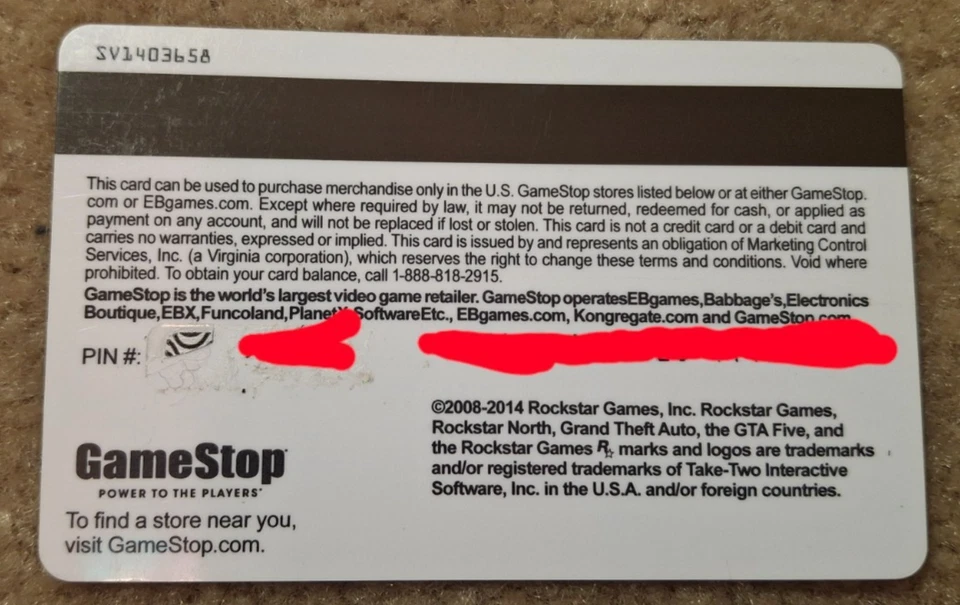 SV1403658
This card can be used to purchase merchandise only in the U.S. GameStop stores listed below or at either GameStop.
com or EBgames.com. Except where required by law, it may not be returned, redeemed for cash, or applied as
payment on any account, and will not be replaced if lost or stolen. This card is not a credit card or a debit card and
carries no warranties, expressed or implied. This card is issued by and represents an obligation of Marketing Control
Services, Inc. (a Virginia corporation), which reserves the right to change these terms and conditions. Void where
prohibited. To obtain your card balance, call 1-888-818-2915.
GameStop is the world's largest video game retailer. GameStop operatesEBgames,Babbage's,Electronics
Boutique,EBX,Funcoland,PlanetX,SoftwareEtc., EBgames.com, Kongregate.com and GameStop.com
PIN #:
©2008-2014 Rockstar Games, Inc. Rockstar Games,
Rockstar North, Grand Theft Auto, the GTA Five, and
the Rockstar Games R★ marks and logos are trademarks
and/or registered trademarks of Take-Two Interactive
Software, Inc. in the U.S.A. and/or foreign countries.
GameStop
POWER TO THE PLAYERS®
To find a store near you,
visit GameStop.com.